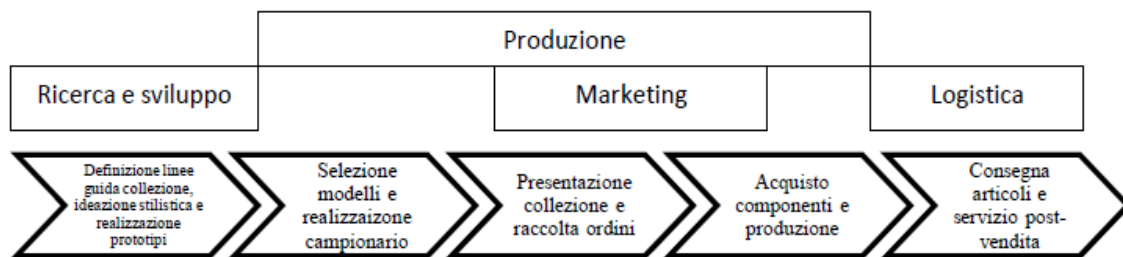 Produzione
Ricerca e sviluppo
Marketing
Logistica
Definizione linee
guida collezione,
ideazione stilistica e
realizzazione
prototipi
Selezione
modelli e
realizzaizone
campionario
Presentazione
collezione e
raccolta ordini
Acquisto
componenti e
produzione
Consegna
articoli e
servizio post-
vendita